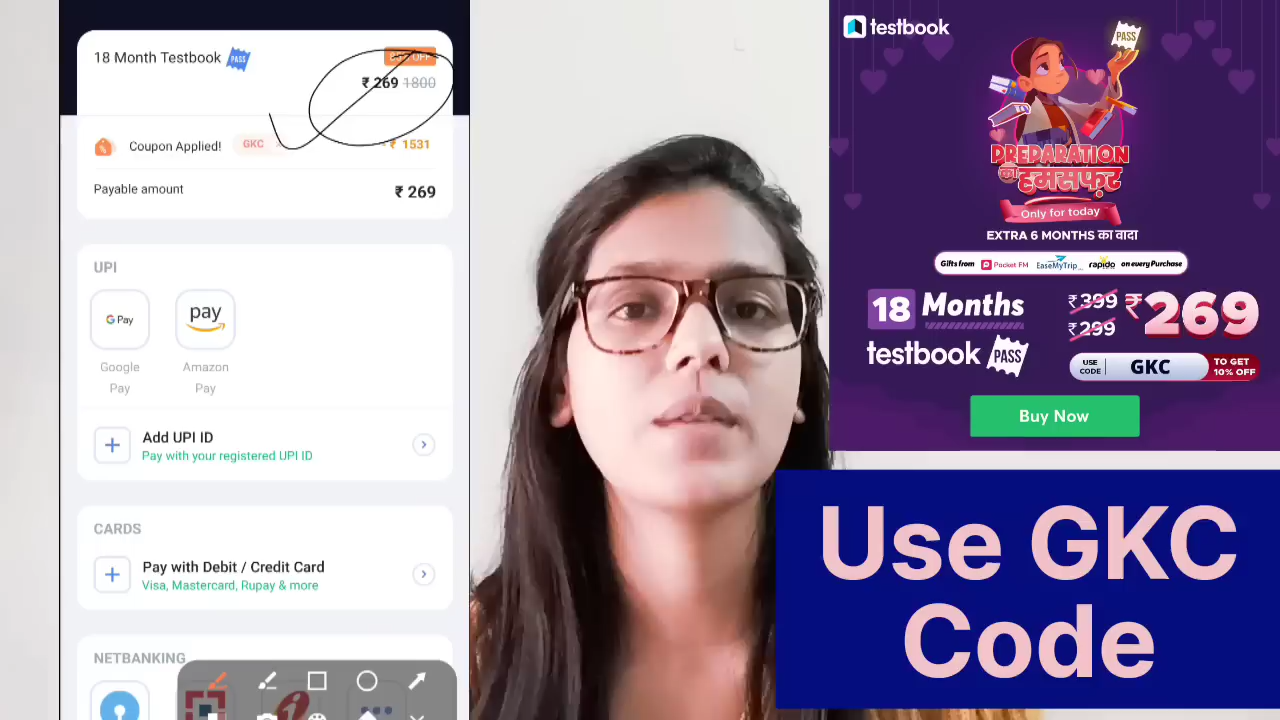 18 Month Testbook PASS
OFF
₹ 269 1800
Coupon Applied! GKC - ₹ 1531
Payable amount ₹ 269
UPI
G Pay
pay
Google Pay
Amazon Pay
Add UPI ID
Pay with your registered UPI ID
CARDS
Pay with Debit / Credit Card
Visa, Mastercard, Rupay & more
NETBANKING
testbook
PASS
PREPARATION
का हमसफ़र
Only for today
EXTRA 6 MONTHS का वादा
Gifts from Pocket FM EaseMyTrip rapido on every Purchase
18 Months
testbook PASS
₹399
₹299
₹269
USE CODE GKC TO GET 10% OFF
Buy Now
Use GKC
Code